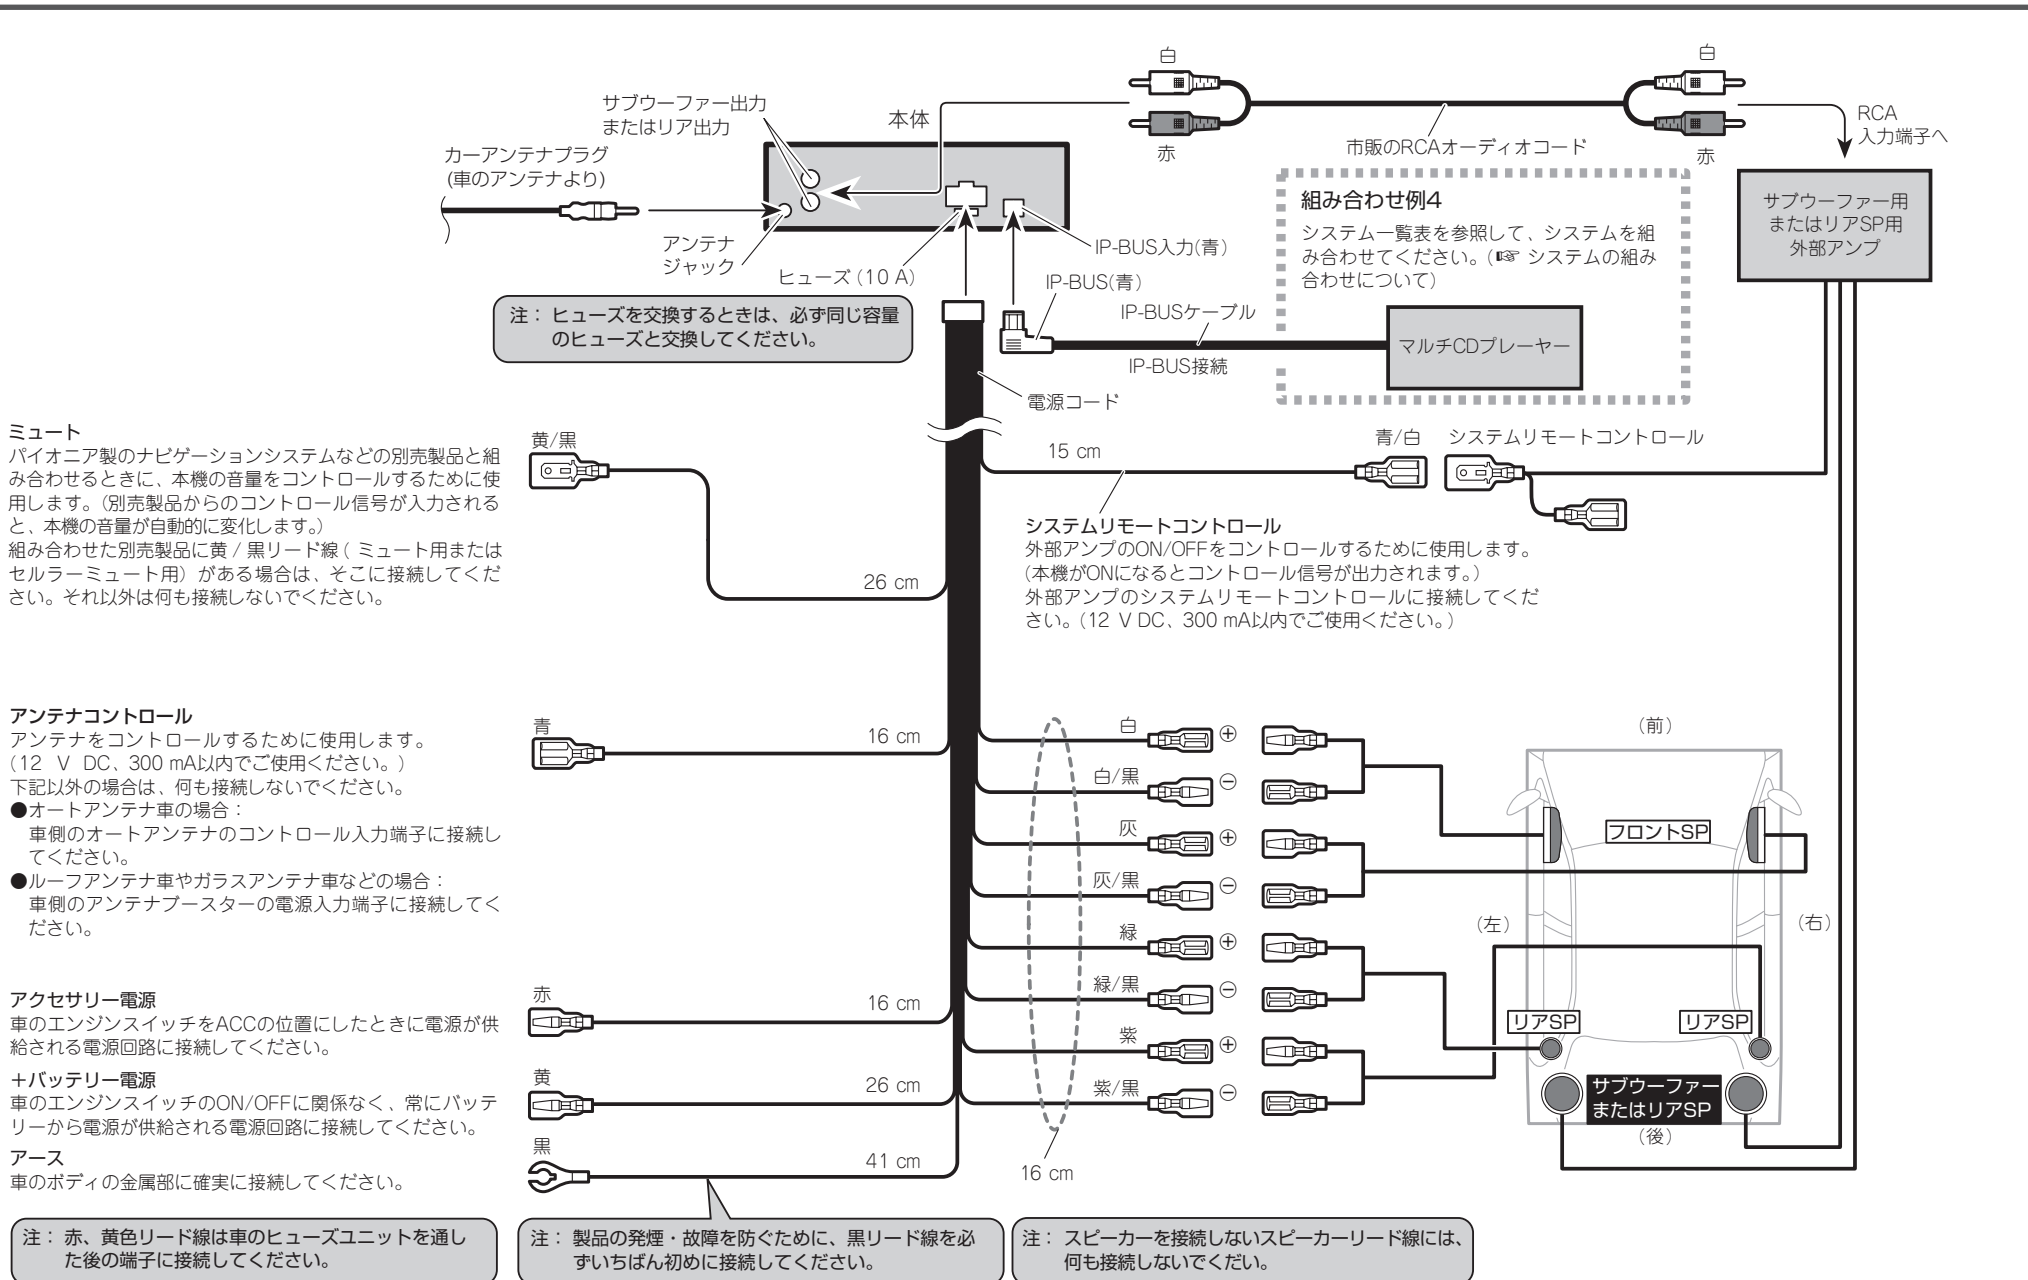 白
白
サブウーファー出力
またはリア出力
本体
RCA
入力端子へ
カーアンテナプラグ
(車のアンテナより)
赤
市販のRCAオーディオコード
赤
組み合わせ例4
システム一覧表を参照して、システムを組
み合わせてください。(☞ システムの組み
合わせについて)
サブウーファー用
またはリアSP用
外部アンプ
アンテナ
ジャック
ヒューズ(10 A)
IP-BUS入力(青)
IP-BUS(青)
注： ヒューズを交換するときは、必ず同じ容量
のヒューズと交換してください。
IP-BUSケーブル
IP-BUS接続
マルチCDプレーヤー
電源コード
ミュート
パイオニア製のナビゲーションシステムなどの別売製品と組
み合わせるときに、本機の音量をコントロールするために使
用します。(別売製品からのコントロール信号が入力される
と、本機の音量が自動的に変化します。)
組み合わせた別売製品に黄 / 黒リード線( ミュート用または
セルラーミュート用) がある場合は、そこに接続してくだ
さい。それ以外は何も接続しないでください。
黄/黒
26 cm
15 cm
青/白
システムリモートコントロール
システムリモートコントロール
外部アンプのON/OFFをコントロールするために使用します。
(本機がONになるとコントロール信号が出力されます。)
外部アンプのシステムリモートコントロールに接続してくだ
さい。(12 V DC、300 mA以内でご使用ください。)
アンテナコントロール
アンテナをコントロールするために使用します。
(12 V DC、300 mA以内でご使用ください。)
下記以外の場合は、何も接続しないでください。
●オートアンテナ車の場合：
車側のオートアンテナのコントロール入力端子に接続し
てください。
●ルーフアンテナ車やガラスアンテナ車などの場合：
車側のアンテナブースターの電源入力端子に接続してく
ださい。
青
16 cm
白 ⊕
白/黒 ⊖
灰 ⊕
灰/黒 ⊖
緑 ⊕
緑/黒 ⊖
紫 ⊕
紫/黒 ⊖
16 cm
(前)
フロントSP
(左)
(右)
リアSP
リアSP
サブウーファー
またはリアSP
(後)
アクセサリー電源
車のエンジンスイッチをACCの位置にしたときに電源が供
給される電源回路に接続してください。
赤
16 cm
＋バッテリー電源
車のエンジンスイッチのON/OFFに関係なく、常にバッテ
リーから電源が供給される電源回路に接続してください。
黄
26 cm
アース
車のボディの金属部に確実に接続してください。
黒
41 cm
注： 赤、黄色リード線は車のヒューズユニットを通し
た後の端子に接続してください。
注： 製品の発煙・故障を防ぐために、黒リード線を必
ずいちばん初めに接続してください。
注： スピーカーを接続しないスピーカーリード線には、
何も接続しないでくだい。